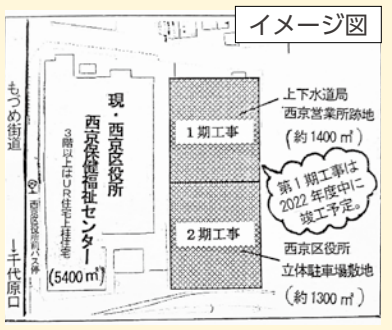 イメージ図
もづめ街道
西京区役所前バス停
→千代原口
現・西京区役所
西京保健福祉センター
3階以上はUR住宅上桂住宅
(5400㎡)
1期工事
2期工事
上下水道局
西京営業所跡地
(約1400㎡)
第1期工事は
2022年度中に
竣工予定。
西京区役所
立体駐車場敷地
(約1300㎡)